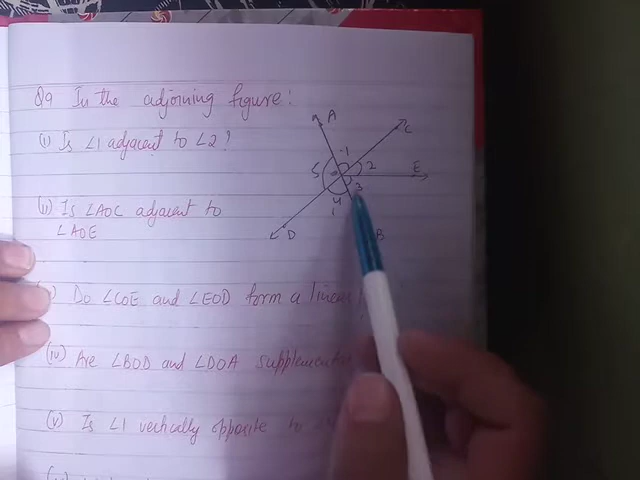 Q9 In the adjoining figure:
(i) Is ∠1 adjacent to ∠2?
(ii) Is ∠AOC adjacent to
∠AOE
Do ∠COE and ∠EOD form a linear
(iv) Are ∠BOD and ∠DOA
(v) Is ∠1 vertically opposite to
A
C
1
5
2
E
3
4
D
B